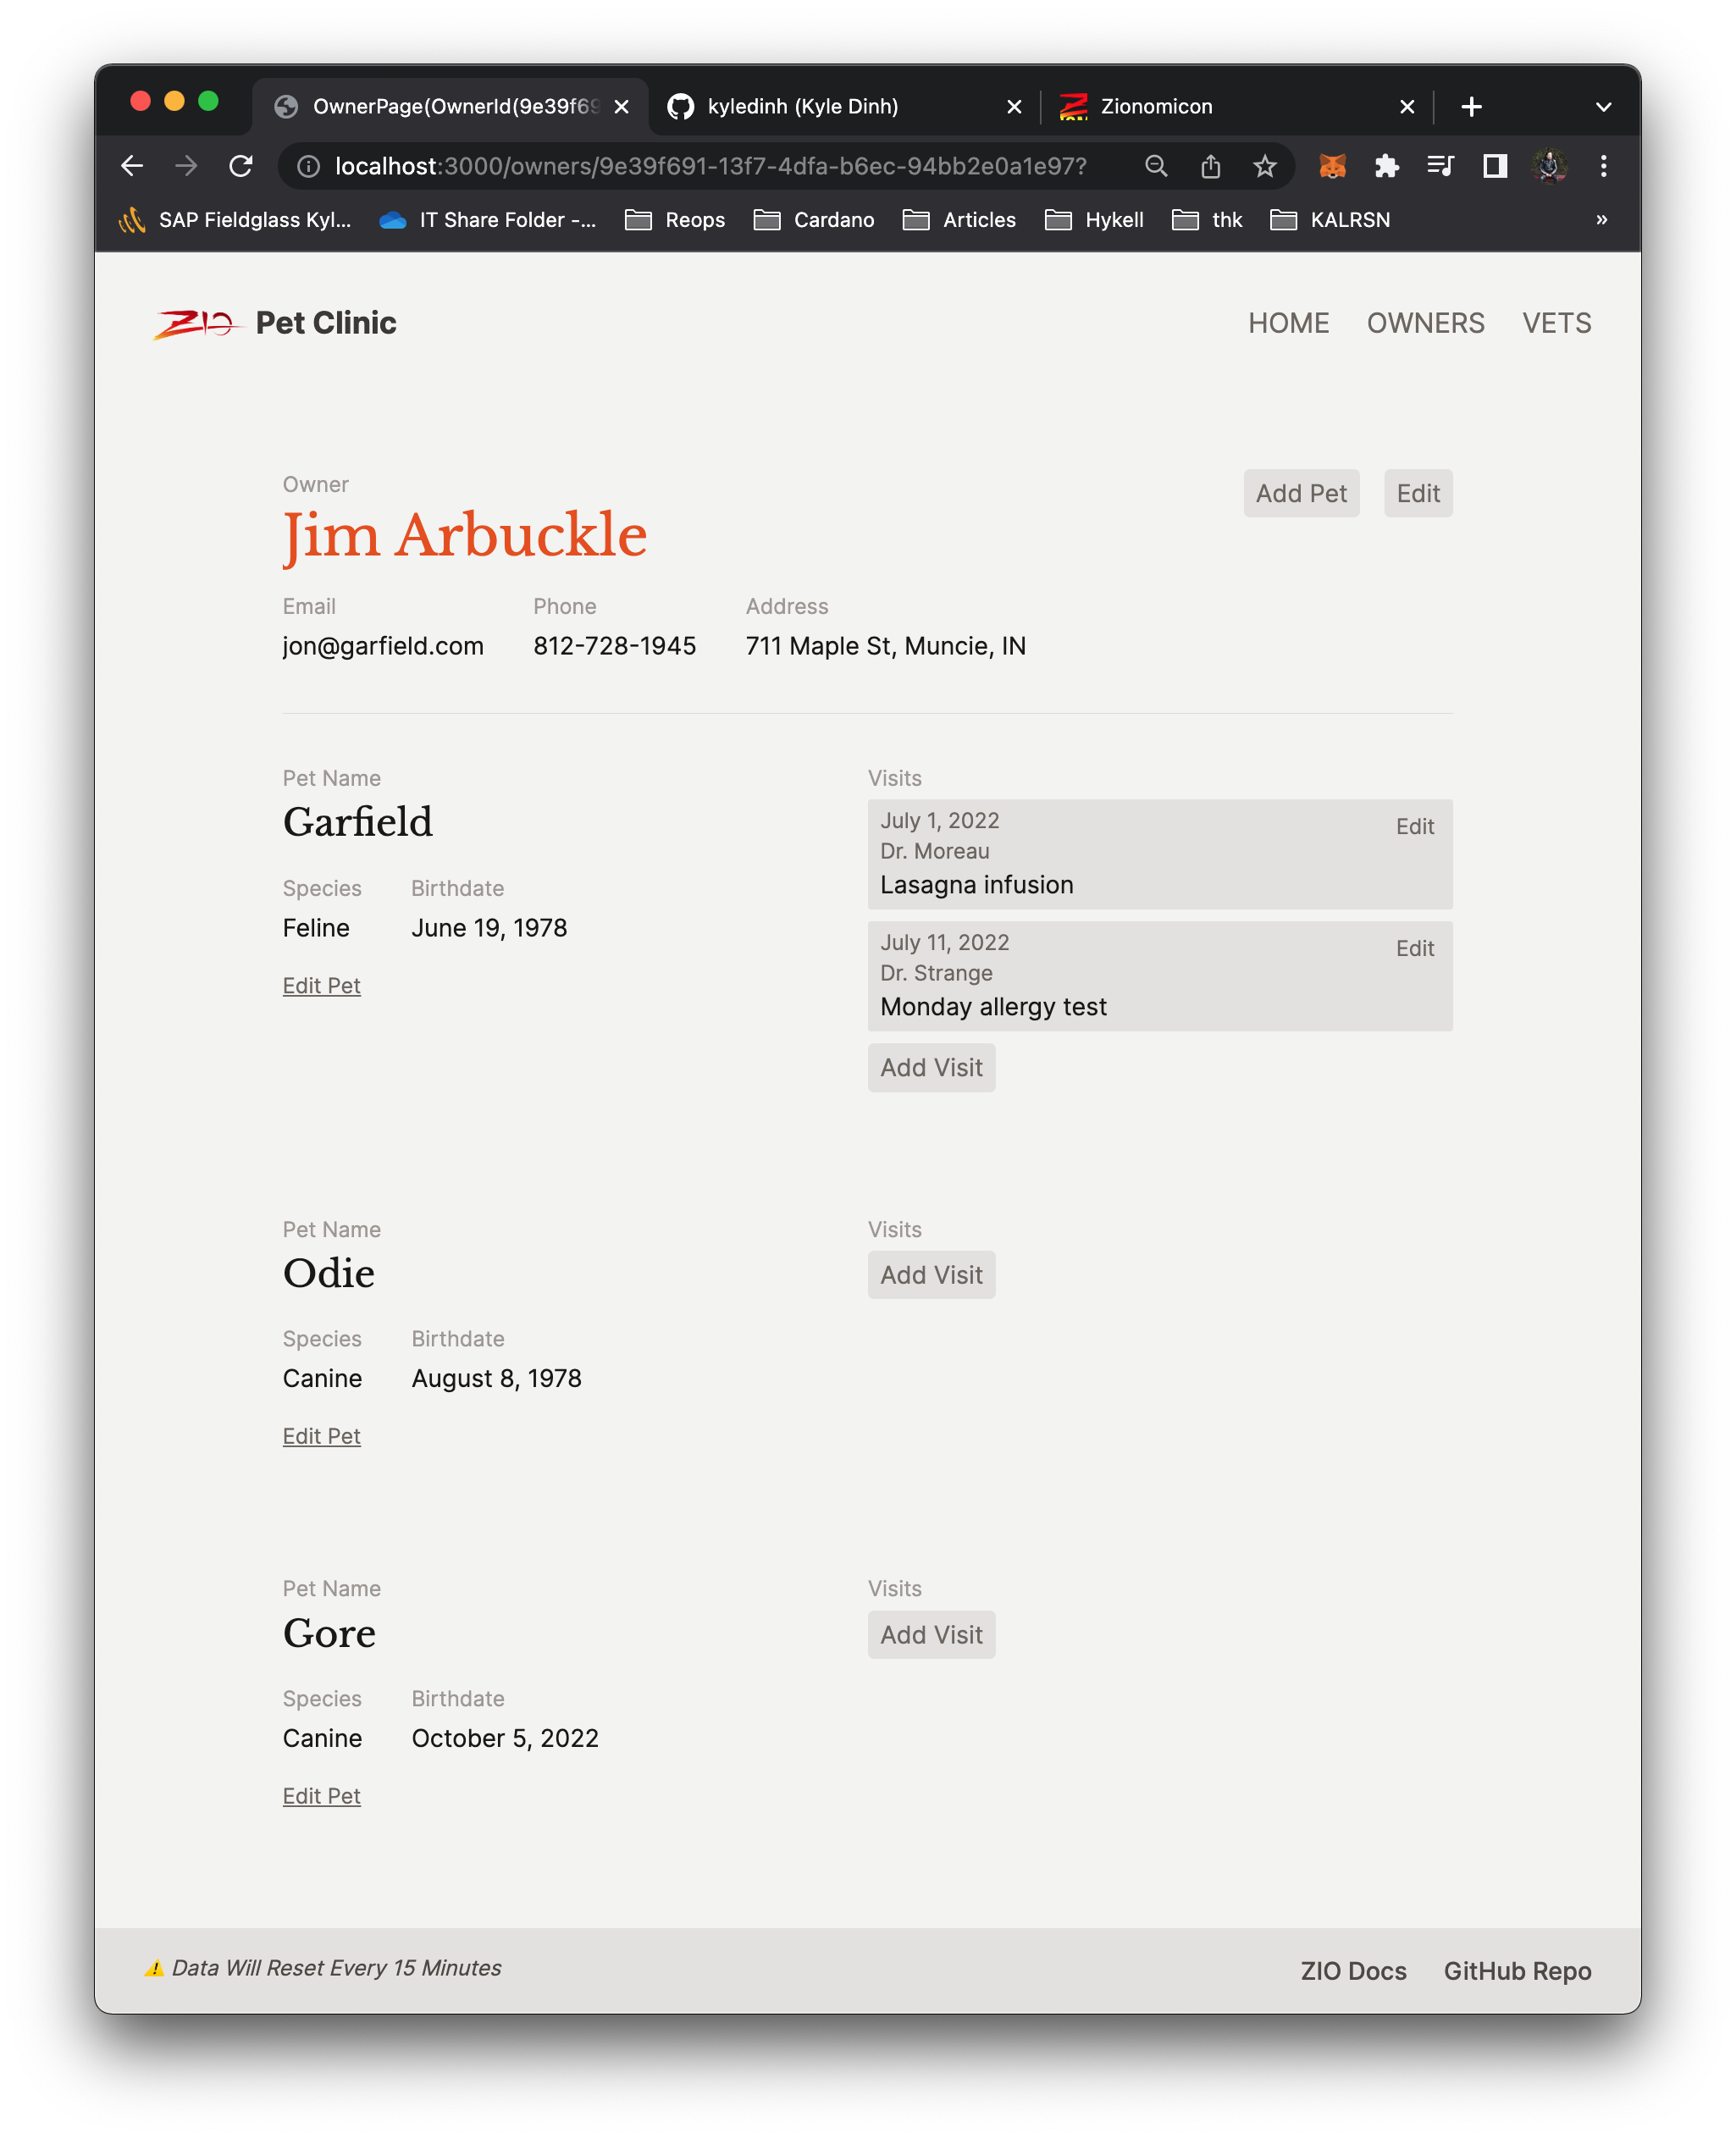 OwnerPage(OwnerId(9e39f69
kyledinh (Kyle Dinh)
Zionomicon
localhost:3000/owners/9e39f691-13f7-4dfa-b6ec-94bb2e0a1e97?
SAP Fieldglass Kyl...
IT Share Folder -...
Reops
Cardano
Articles
Hykell
thk
KALRSN
»
ZIO Pet Clinic
HOME OWNERS VETS
Owner
Jim Arbuckle
Add Pet Edit
Email Phone Address
jon@garfield.com 812-728-1945 711 Maple St, Muncie, IN
Pet Name
Garfield
Species Birthdate
Feline June 19, 1978
Edit Pet
Visits
July 1, 2022
Dr. Moreau
Lasagna infusion
Edit
July 11, 2022
Dr. Strange
Monday allergy test
Edit
Add Visit
Pet Name
Odie
Species Birthdate
Canine August 8, 1978
Edit Pet
Visits
Add Visit
Pet Name
Gore
Species Birthdate
Canine October 5, 2022
Edit Pet
Visits
Add Visit
⚠ Data Will Reset Every 15 Minutes
ZIO Docs GitHub Repo